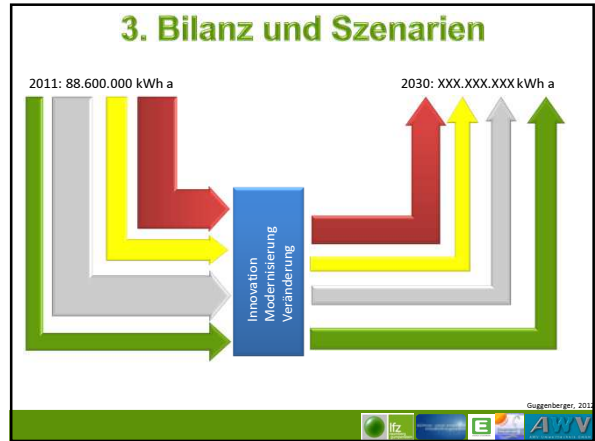 3. Bilanz und Szenarien
2011: 88.600.000 kWh a
2030: XXX.XXX.XXX kWh a
Innovation
Modernisierung
Veränderung
Guggenberger, 2012
lfz
E
AWV